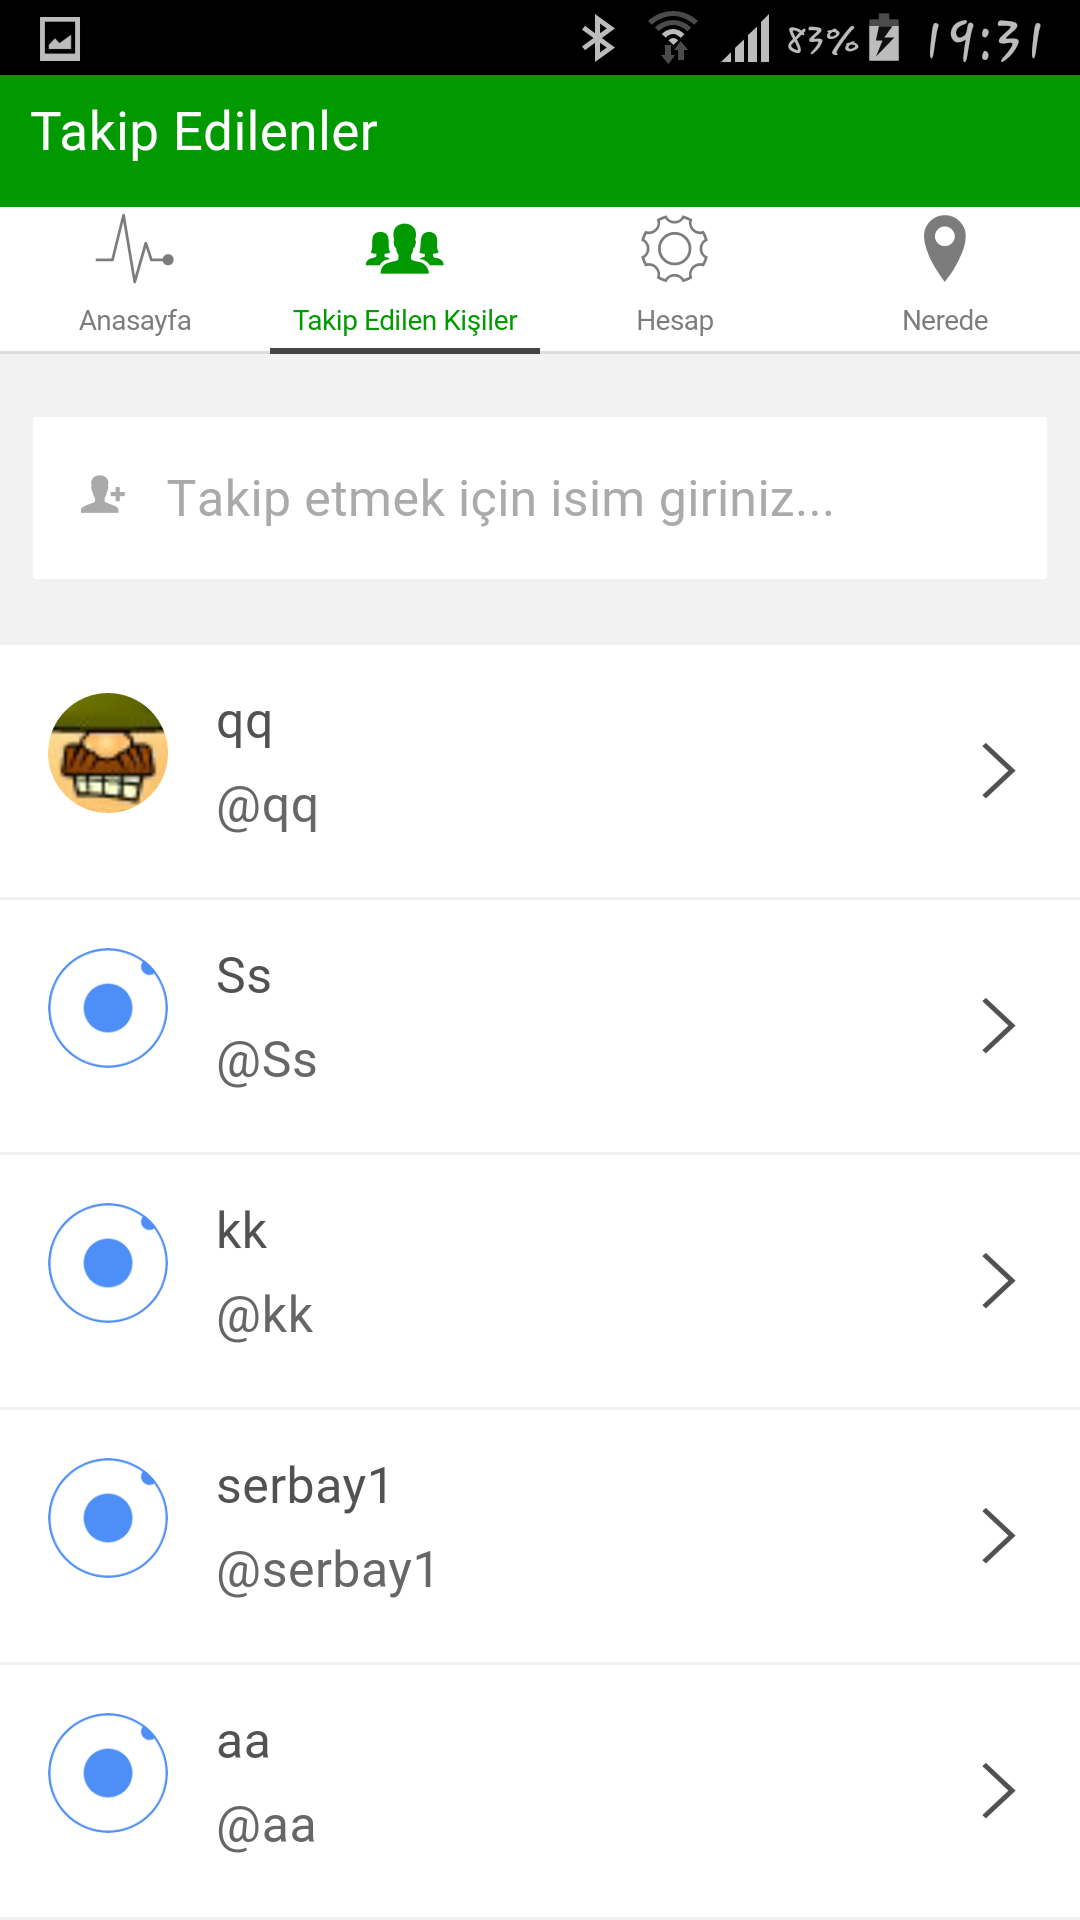 83% 19:31
Takip Edilenler
Anasayfa Takip Edilen Kişiler Hesap Nerede
Takip etmek için isim giriniz...
qq
@qq
Ss
@Ss
kk
@kk
serbay1
@serbay1
aa
@aa